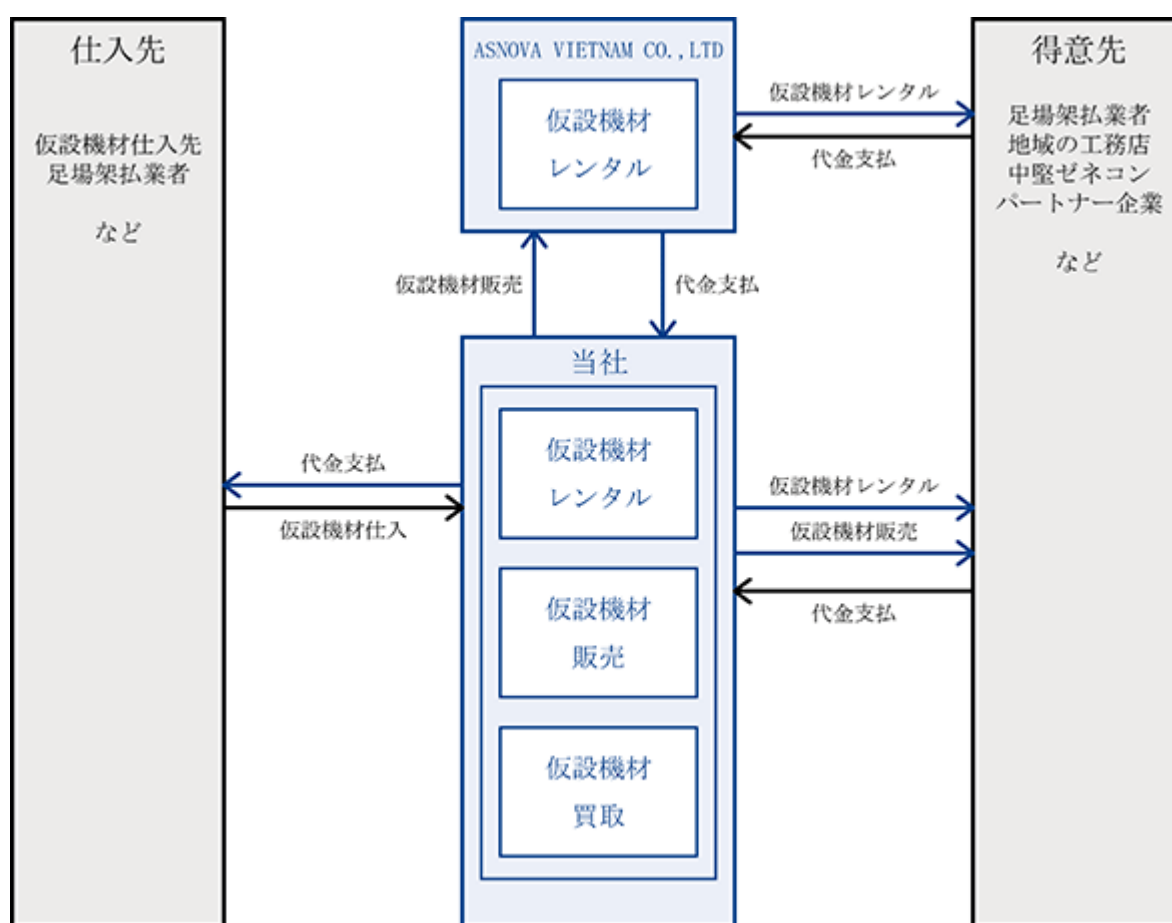 仕入先
仮設機材仕入先
足場架払業者
など
ASNOVA VIETNAM CO.,LTD
仮設機材
レンタル
仮設機材レンタル
代金支払
得意先
足場架払業者
地域の工務店
中堅ゼネコン
パートナー企業
など
仮設機材販売
代金支払
当社
仮設機材
レンタル
仮設機材
販売
仮設機材
買取
代金支払
仮設機材仕入
仮設機材レンタル
仮設機材販売
代金支払